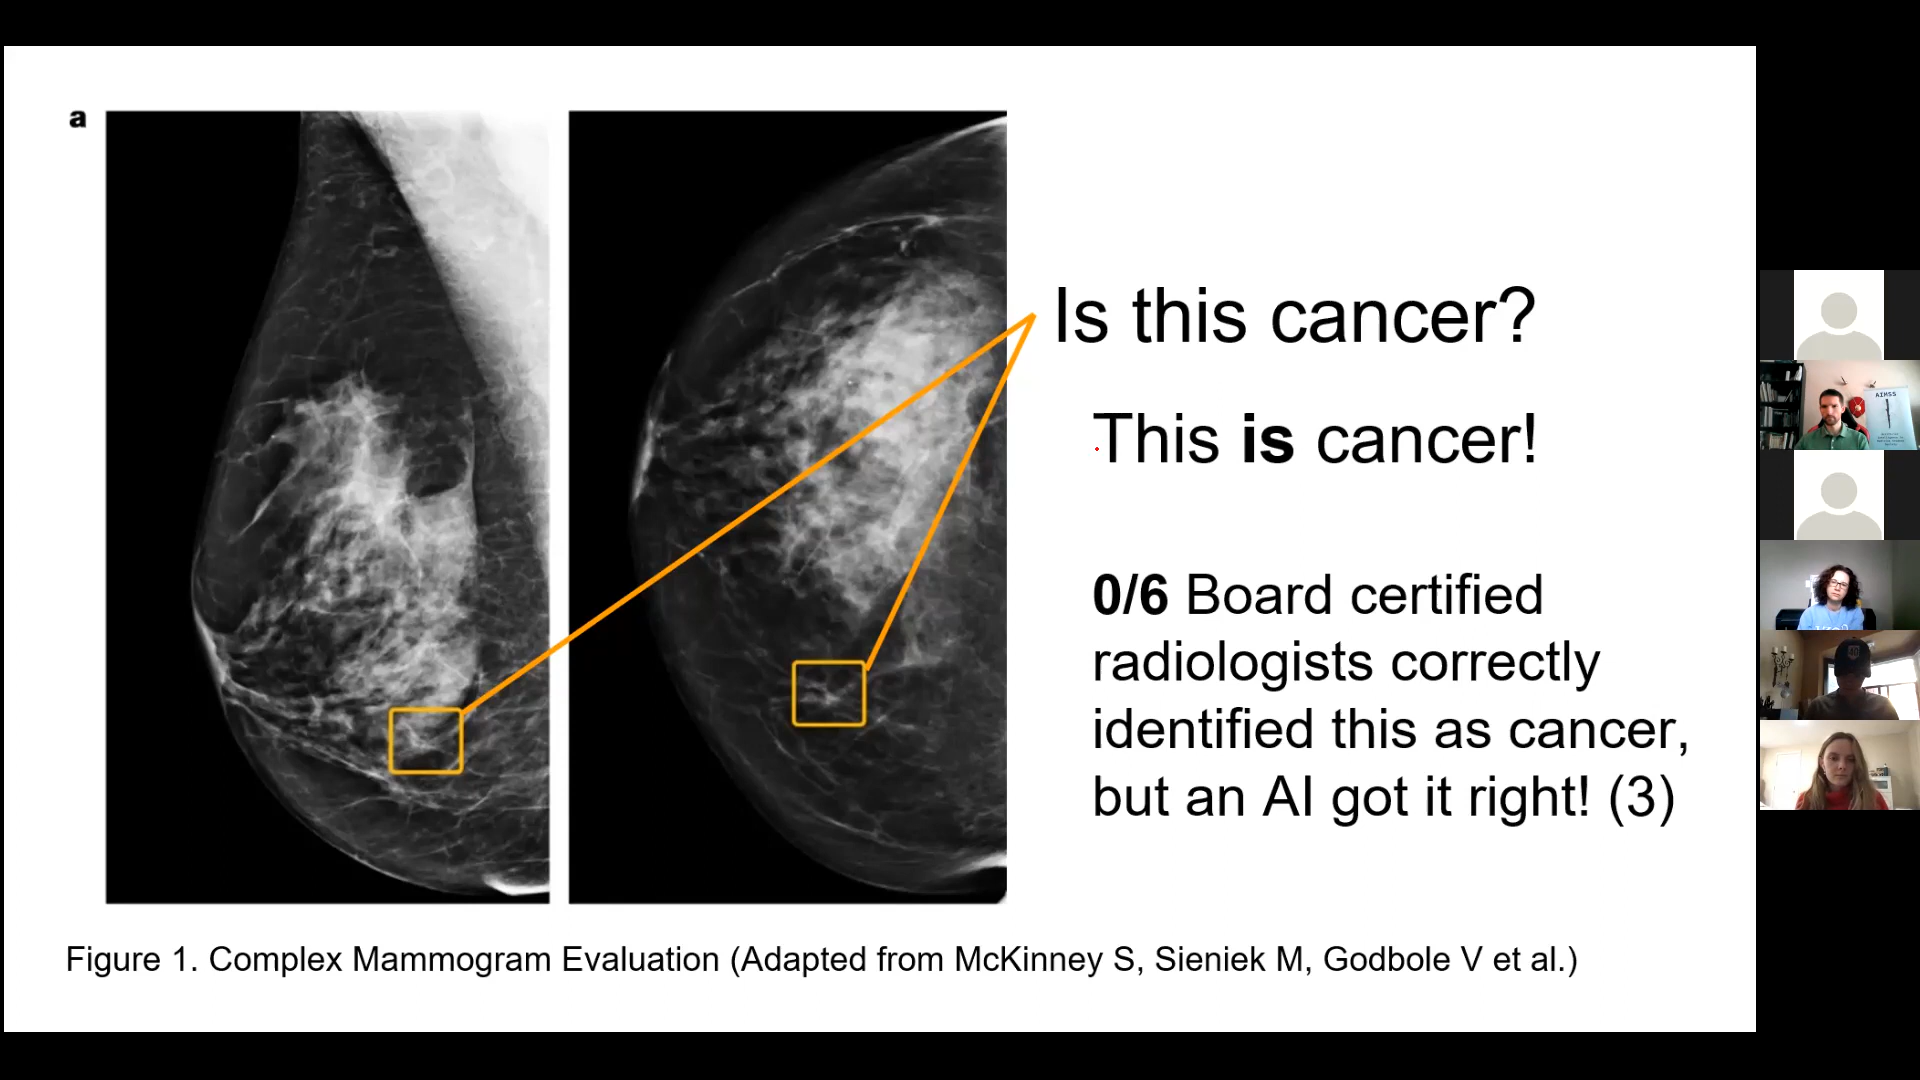 a
Is this cancer?
This is cancer!
0/6 Board certified
radiologists correctly
identified this as cancer,
but an AI got it right! (3)
Figure 1. Complex Mammogram Evaluation (Adapted from McKinney S, Sieniek M, Godbole V et al.)
AIMSS